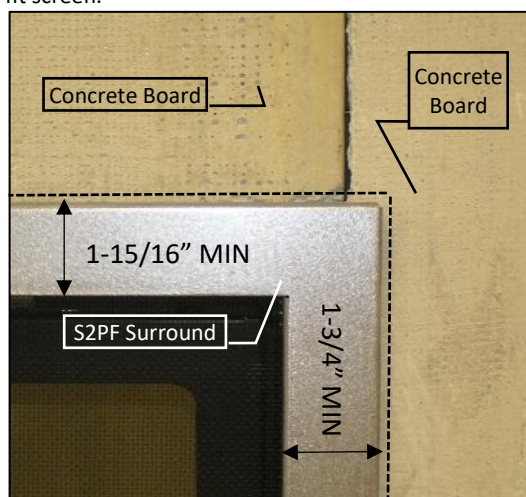 nt screen.
Concrete Board
Concrete
Board
1-15/16” MIN
S2PF Surround
1-3/4” MIN